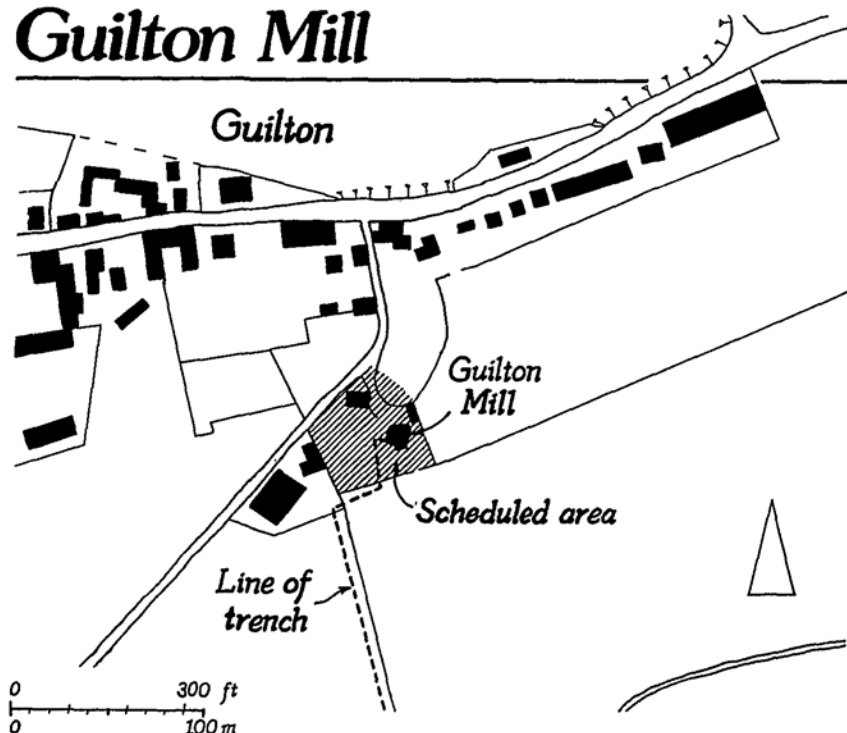 Guilton Mill
Guilton
Guilton
Mill
Scheduled area
Line of
trench
0 300 ft
0 100 m